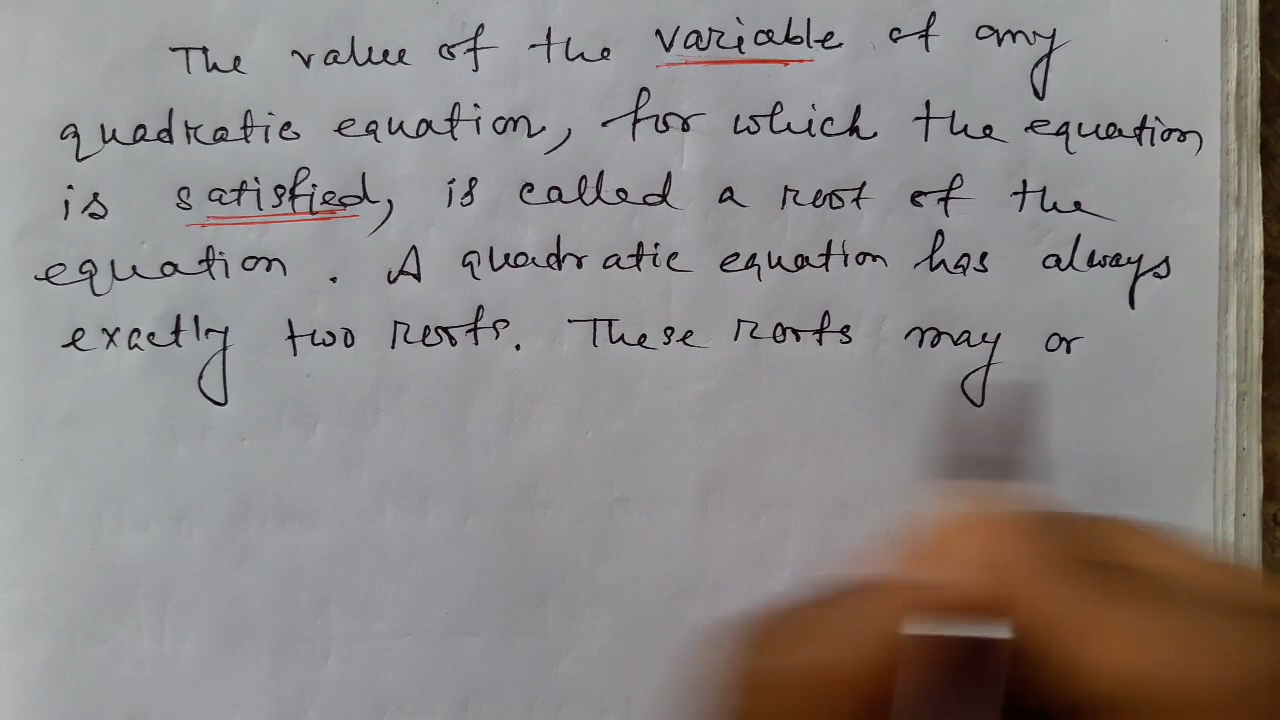 The value of the variable of any
quadratic equation, for which the equation
is satisfied, is called a root of the
equation. A quadratic equation has always
exactly two roots. These roots may or